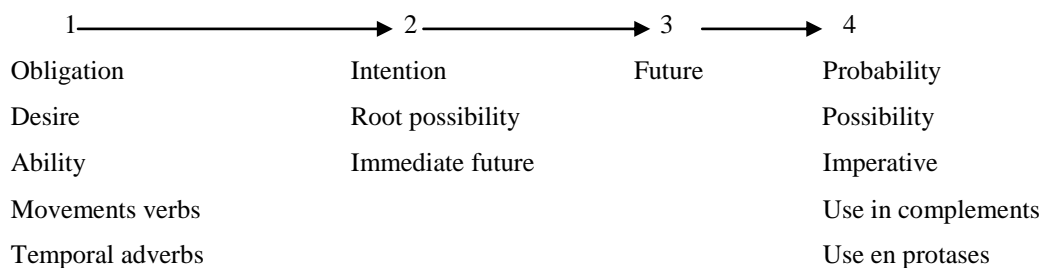 1 2 3 4
Obligation Intention Future Probability
Desire Root possibility Possibility
Ability Immediate future Imperative
Movements verbs Use in complements
Temporal adverbs Use en protases